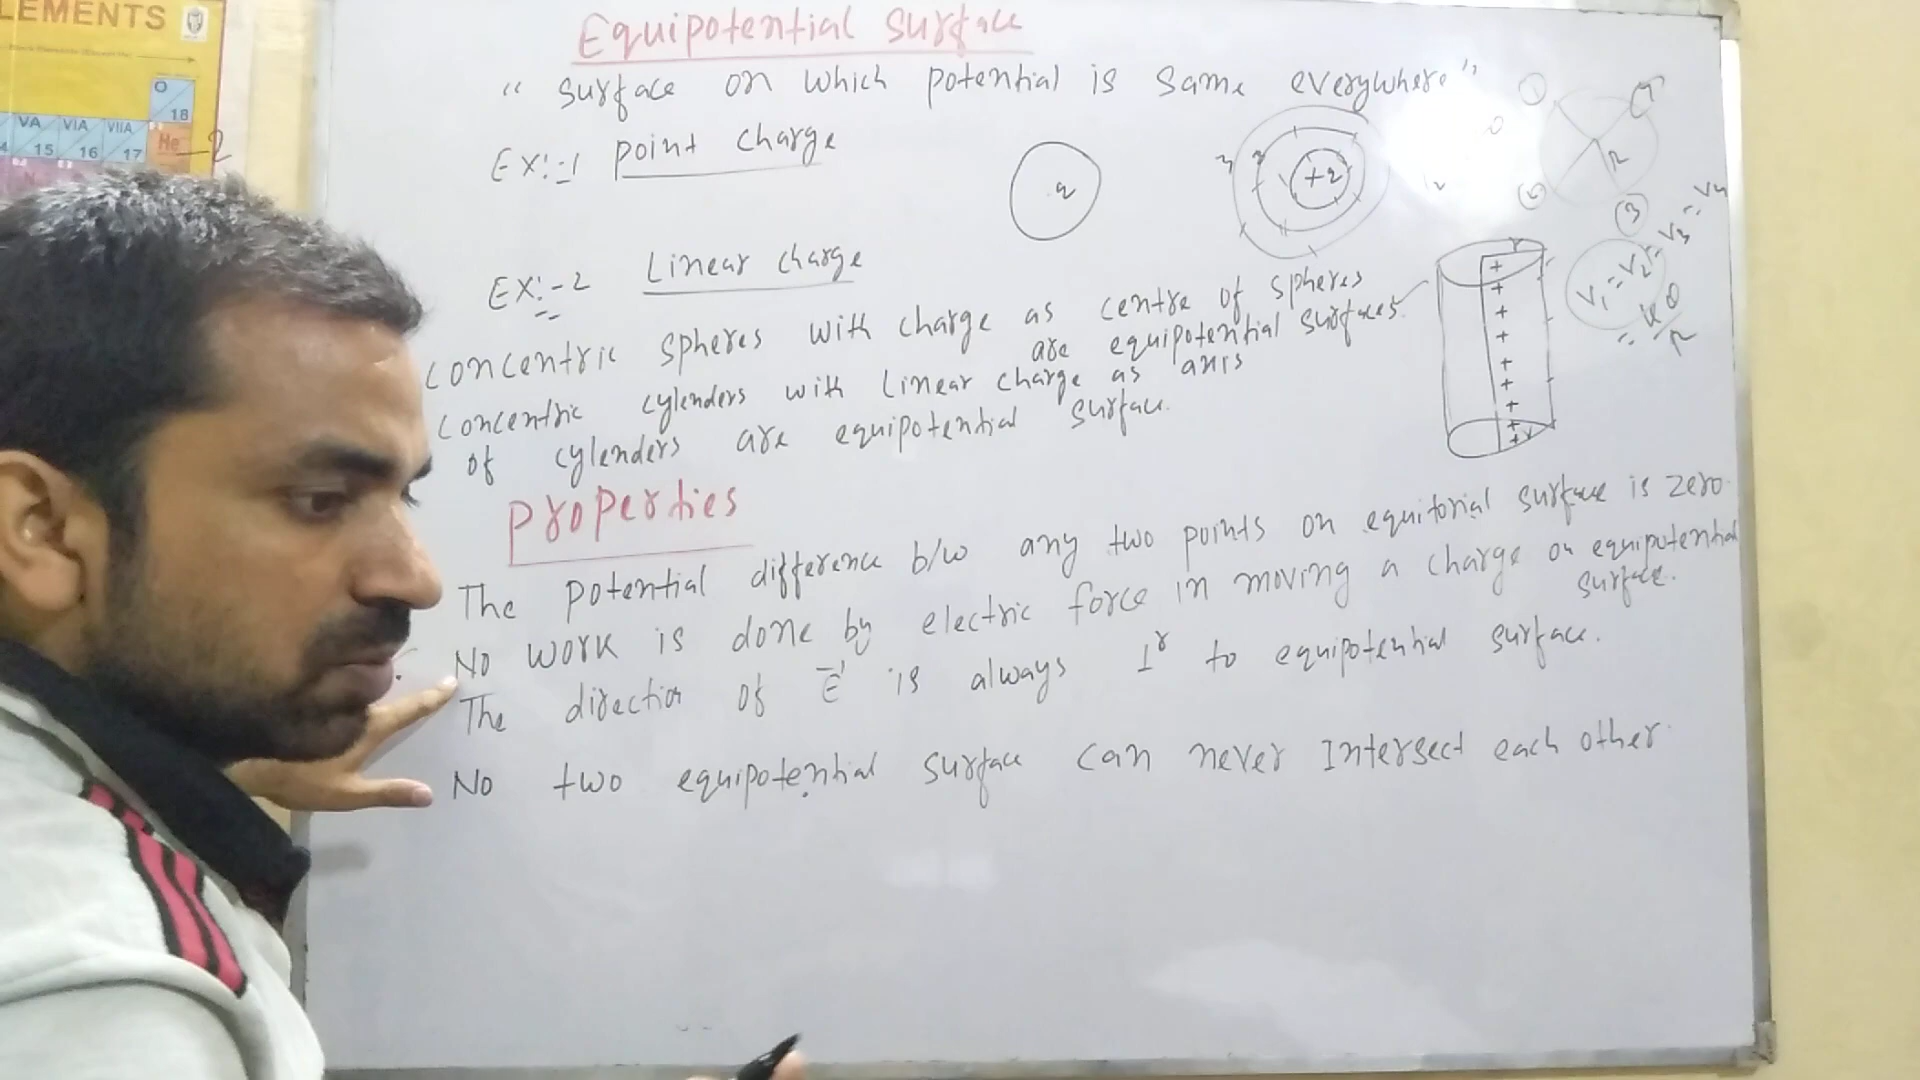 LEMENTS
O
18
VA VIA VIIA
15 16 17
He 2
Equipotential surface
" surface on which potential is same everywhere"
EX:-1 point charge
q
+q
EX:-2 Linear charge
concentric spheres with charge as centre of spheres
are equipotential surfaces
concentric cylenders with linear charge as axis
of cylenders are equipotential surface.
1
3
R
V1 = V2 = V3 = V4
= KQ
R
+
+
+
+
+
+
+
+
+
Properties
The potential difference b/w any two points on equitorial surface is zero.
No work is done by electric force in moving a charge on equipotential
surface.
The direction of E is always ⊥r to equipotential surface.
No two equipotential surface can never Intersect each other.